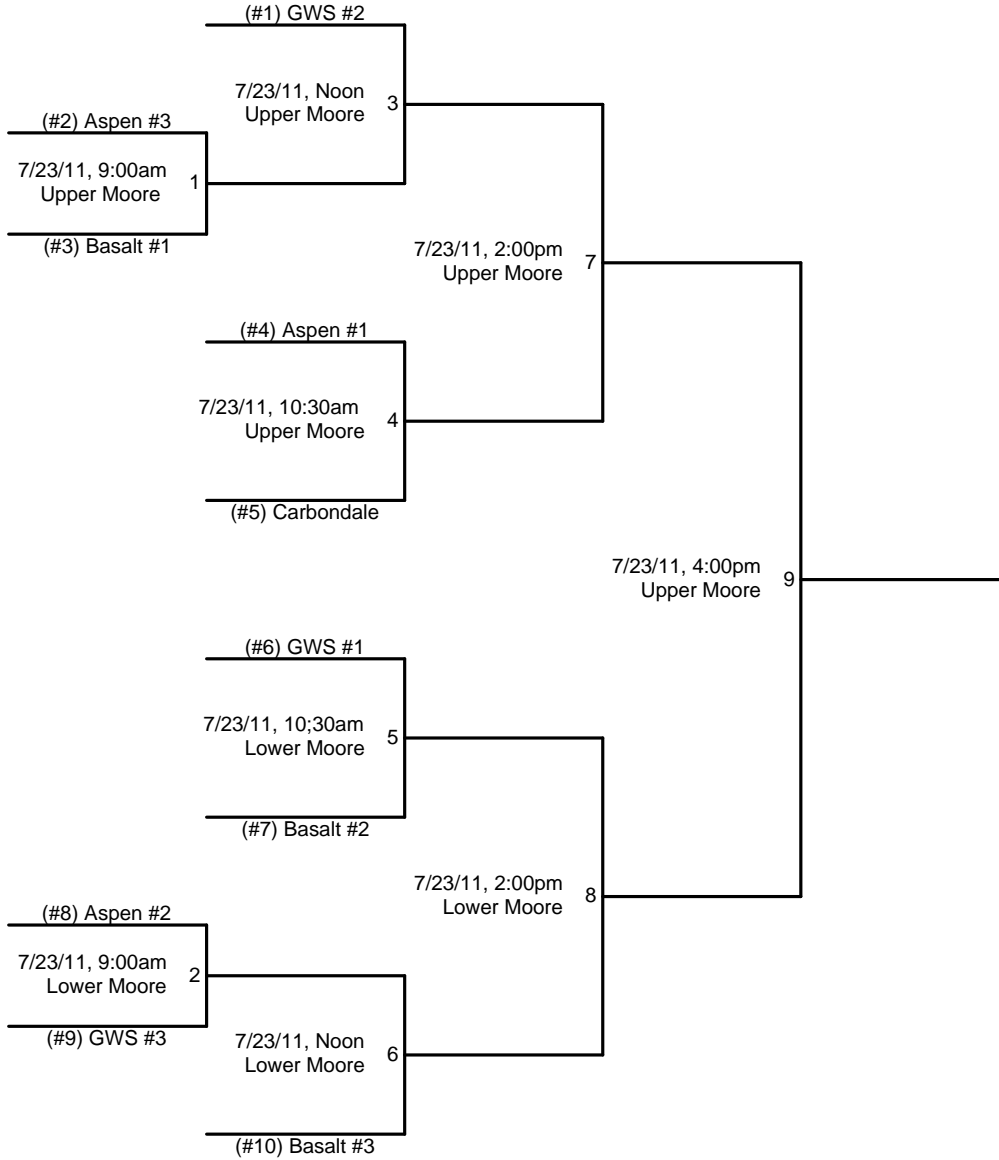 (#1) GWS #2
7/23/11, Noon
Upper Moore
3
(#2) Aspen #3
7/23/11, 9:00am
Upper Moore
1
(#3) Basalt #1
7/23/11, 2:00pm
Upper Moore
7
(#4) Aspen #1
7/23/11, 10:30am
Upper Moore
4
(#5) Carbondale
7/23/11, 4:00pm
Upper Moore
9
(#6) GWS #1
7/23/11, 10;30am
Lower Moore
5
(#7) Basalt #2
7/23/11, 2:00pm
Lower Moore
8
(#8) Aspen #2
7/23/11, 9:00am
Lower Moore
2
(#9) GWS #3
7/23/11, Noon
Lower Moore
6
(#10) Basalt #3